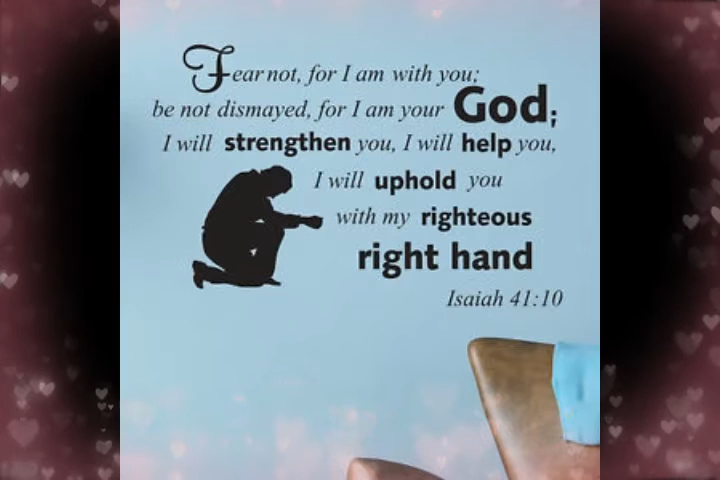 Fear not, for I am with you;
be not dismayed, for I am your God;
I will strengthen you, I will help you,
I will uphold you
with my righteous
right hand
Isaiah 41:10